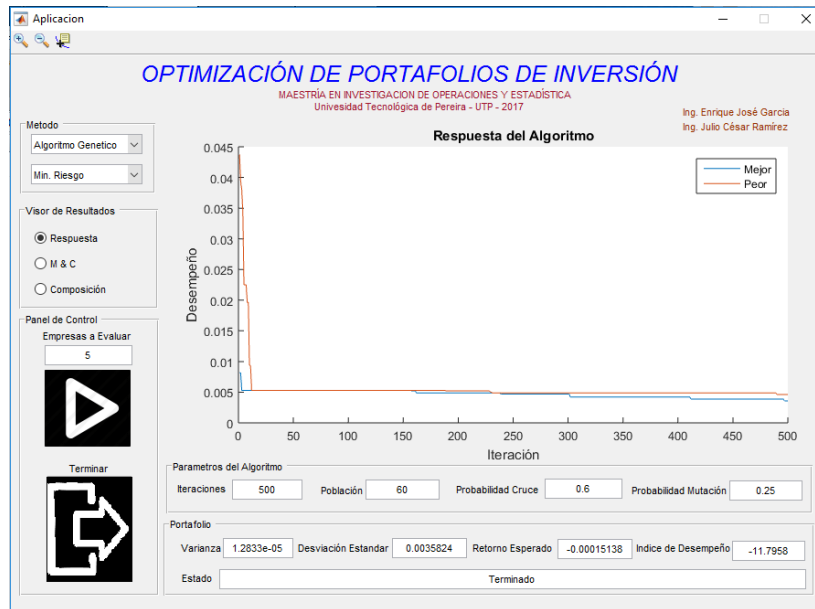 Aplicacion
OPTIMIZACIÓN DE PORTAFOLIOS DE INVERSIÓN
MAESTRÍA EN INVESTIGACION DE OPERACIONES Y ESTADÍSTICA
Univesidad Tecnológica de Pereira - UTP - 2017
Ing. Enrique José Garcia
Ing. Julio César Ramírez
Metodo
Algoritmo Genetico
Min. Riesgo
Visor de Resultados
Respuesta
M & C
Composición
Panel de Control
Empresas a Evaluar
5
Terminar
Respuesta del Algoritmo
Mejor
Peor
Desempeño
0.045
0.04
0.035
0.03
0.025
0.02
0.015
0.01
0.005
0
0 50 100 150 200 250 300 350 400 450 500
Iteración
Parametros del Algoritmo
Iteraciones 500 Población 60 Probabilidad Cruce 0.6 Probabilidad Mutación 0.25
Portafolio
Varianza 1.2833e-05 Desviación Estandar 0.0035824 Retorno Esperado -0.00015138 Indice de Desempeño -11.7958
Estado Terminado